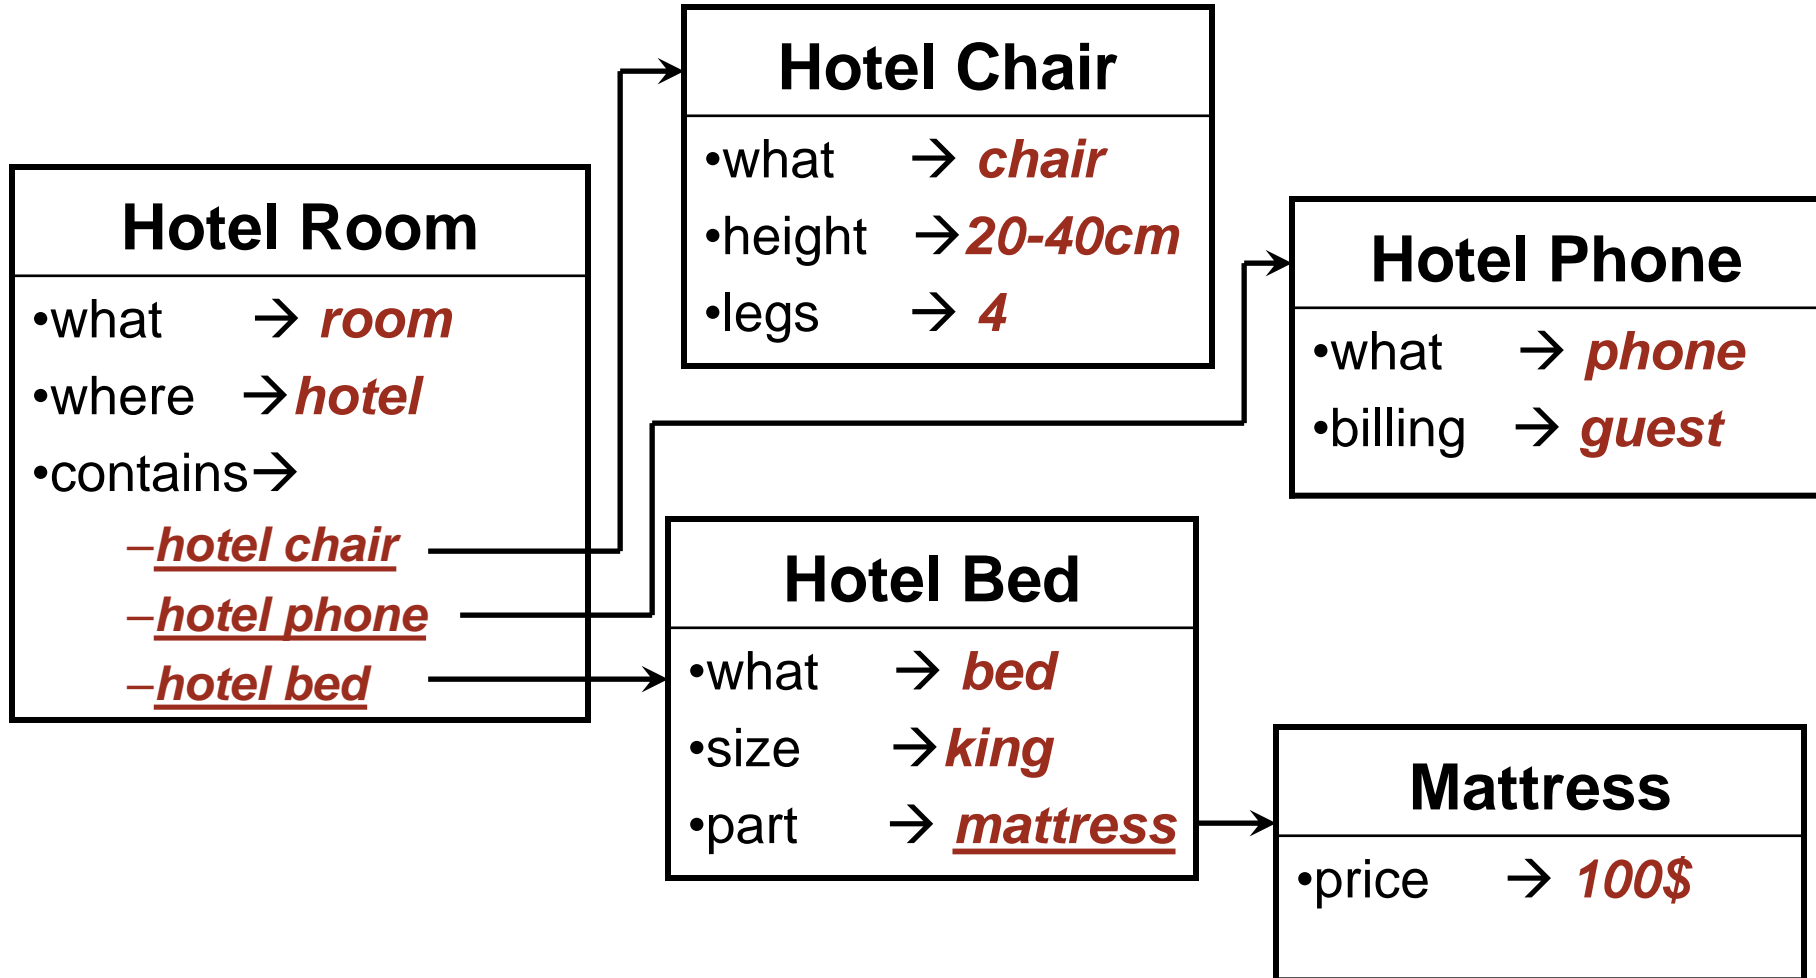 Hotel Room
•what → room
•where → hotel
•contains→
–hotel chair
–hotel phone
–hotel bed
Hotel Chair
•what → chair
•height → 20-40cm
•legs → 4
Hotel Phone
•what → phone
•billing → guest
Hotel Bed
•what → bed
•size → king
•part → mattress
Mattress
•price → 100$